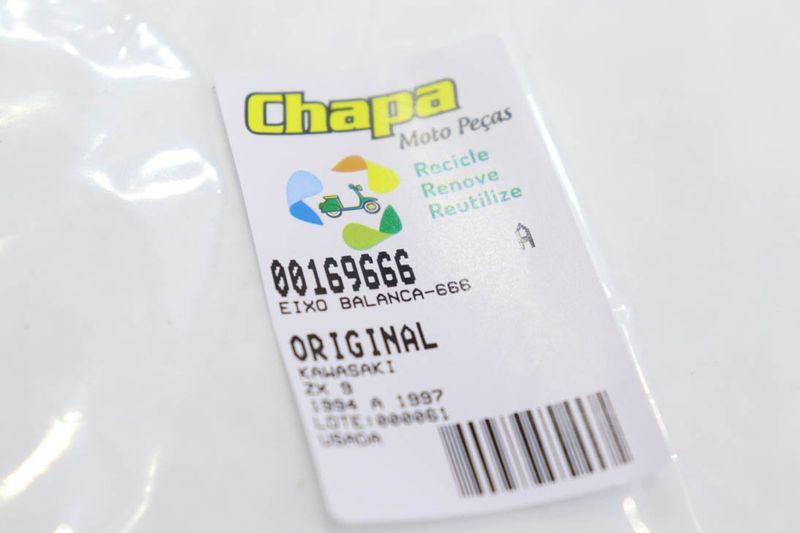 Chapa
Moto Peças
Recicle
Renove
Reutilize
A
00169666
EIXO BALANCA-666
ORIGINAL
KAWASAKI
ZX 9
1994 A 1997
LOTE:000061
USADA